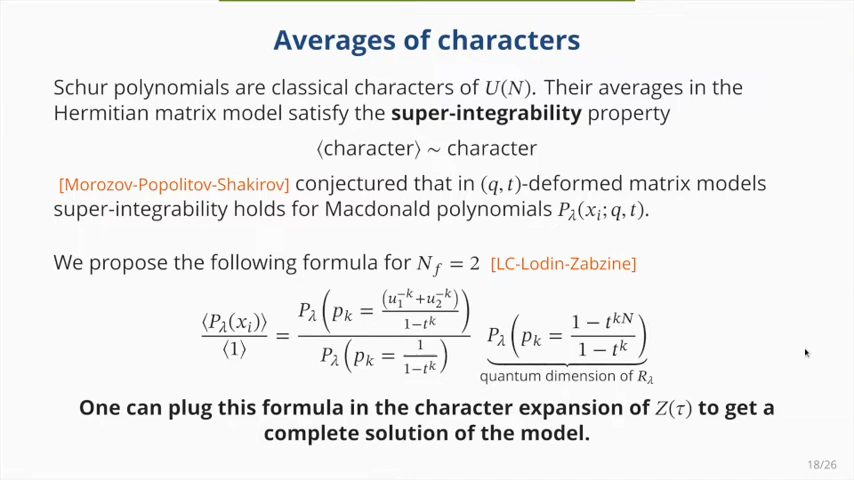 Averages of characters
Schur polynomials are classical characters of U(N). Their averages in the
Hermitian matrix model satisfy the super-integrability property
⟨character⟩ ~ character
[Morozov-Popolitov-Shakirov] conjectured that in (q, t)-deformed matrix models
super-integrability holds for Macdonald polynomials P_λ(x_i; q, t).
We propose the following formula for N_f = 2 [LC-Lodin-Zabzine]
⟨P_λ(x_i)⟩ / ⟨1⟩ = P_λ(p_k = (u_1^{-k}+u_2^{-k}) / (1−t^k)) / P_λ(p_k = 1 / (1−t^k)) P_λ(p_k = (1 − t^{kN}) / (1 − t^k))
quantum dimension of R_λ
One can plug this formula in the character expansion of Z(τ) to get a
complete solution of the model.
18/26